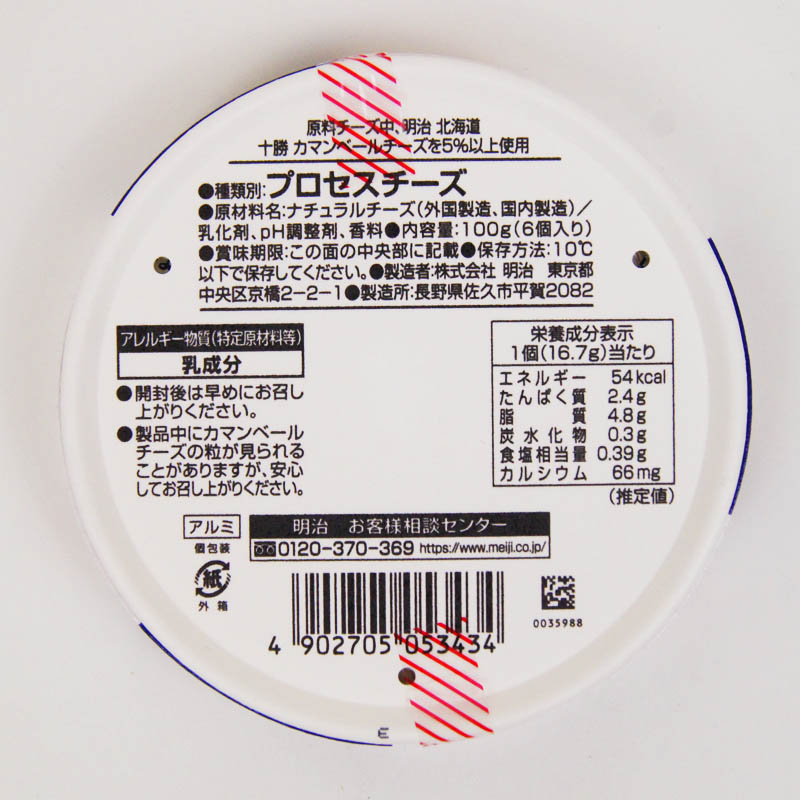 原料チーズ中、明治 北海道
十勝 カマンベールチーズを5%以上使用
●種類別:プロセスチーズ
●原材料名:ナチュラルチーズ(外国製造、国内製造)/
乳化剤、pH調整剤、香料●内容量:100g(6個入り)
●賞味期限:この面の中央部に記載●保存方法:10℃
以下で保存してください。●製造者:株式会社 明治 東京都
中央区京橋2-2-1●製造所:長野県佐久市平賀2082
アレルギー物質(特定原材料等)
乳成分
●開封後は早めにお召し
上がりください。
●製品中にカマンベール
チーズの粒が見られる
ことがありますが、安心
してお召し上がりください。
栄養成分表示
1個(16.7g)当たり
エネルギー 54kcal
たんぱく質 2.4g
脂質 4.8g
炭水化物 0.3g
食塩相当量 0.39g
カルシウム 66mg
(推定値)
アルミ
個包装
紙
外箱
明治 お客様相談センター
0120-370-369 https://www.meiji.co.jp/
4 902705 053434
0035988
E